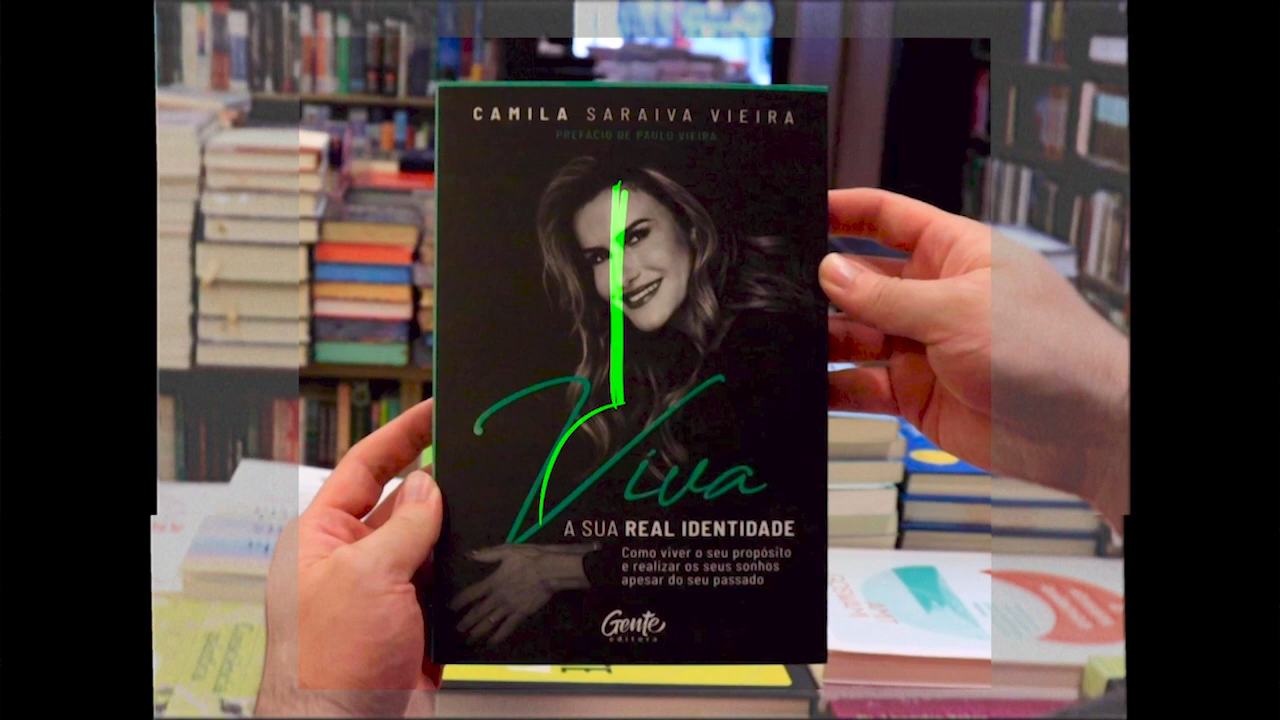 CAMILA SARAIVA VIEIRA
PREFÁCIO DE PAULO VIEIRA
Viva
A SUA REAL IDENTIDADE
Como viver o seu propósito
e realizar os seus sonhos
apesar do seu passado
Gente
editora